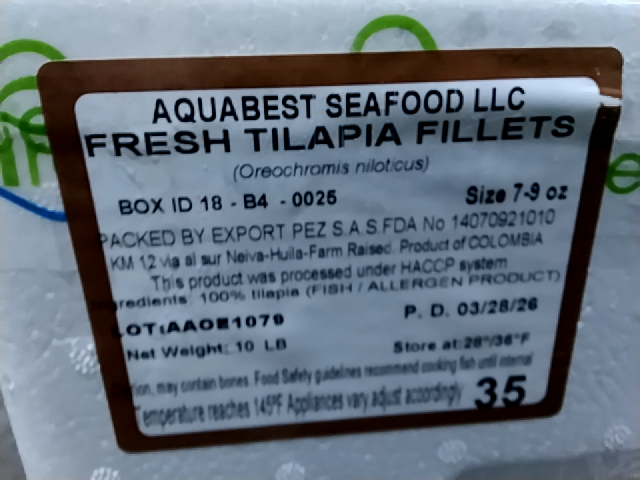 AQUABEST SEAFOOD LLC
FRESH TILAPIA FILLETS
(Oreochromis niloticus)
BOX ID 18 - B4 - 0025 Size 7-9 oz
PACKED BY EXPORT PEZ S.A.S.FDA No 14070921010
KM 12 via al sur Neiva-Huila-Farm Raised. Product of COLOMBIA
This product was processed under HACCP system
gredients: 100% tilapia (FISH / ALLERGEN PRODUCT)
LOT:AAOE1079 P. D. 03/28/26
Net Weight: 10 LB Store at:28°/36°F
ion, may contain bones. Food Safety guidelines recommend cooking fish until internal
Temperature reaches 145ºF Appliances vary adjust accordingly 35